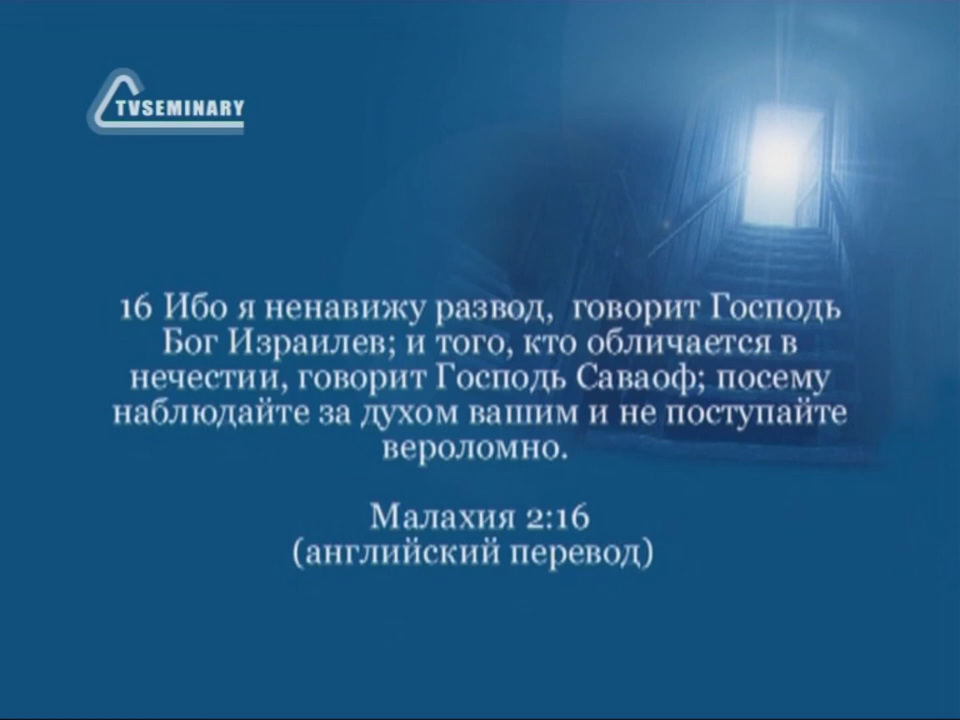 TVSEMINARY
16 Ибо я ненавижу развод, говорит Господь
Бог Израилев; и того, кто обличается в
нечестии, говорит Господь Саваоф; посему
наблюдайте за духом вашим и не поступайте
вероломно.
Малахия 2:16
(английский перевод)